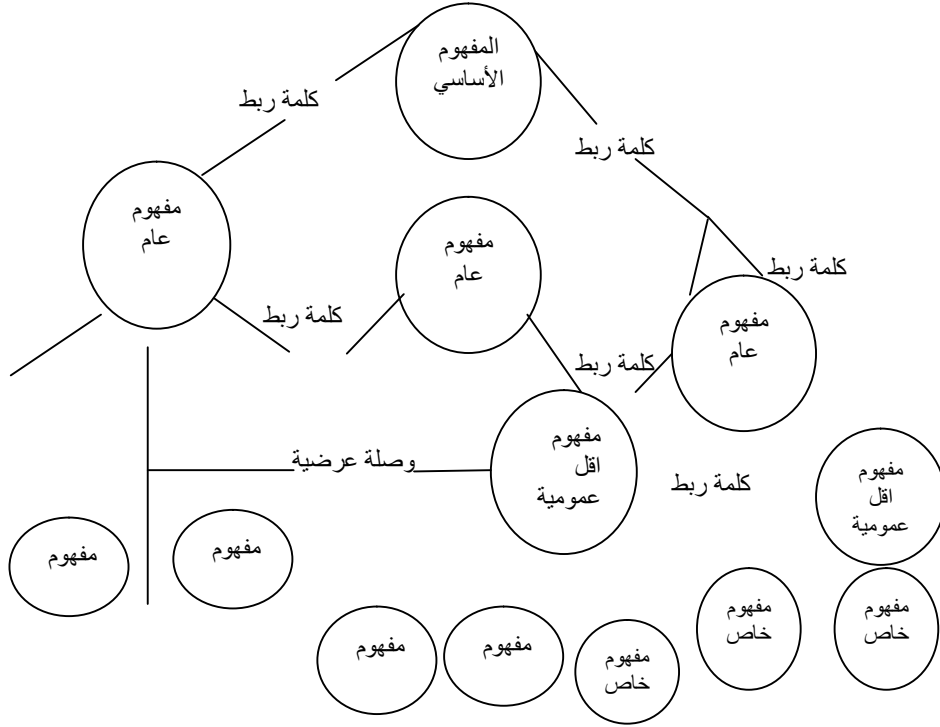 المفهوم
الأساسي
كلمة ربط
كلمة ربط
مفهوم
عام
مفهوم
عام
كلمة ربط
كلمة ربط
مفهوم
عام
كلمة ربط
مفهوم
اقل
عمومية
مفهوم
اقل
عمومية
وصلة عرضية
كلمة ربط
مفهوم
مفهوم
مفهوم
خاص
مفهوم
خاص
مفهوم
خاص
مفهوم
مفهوم